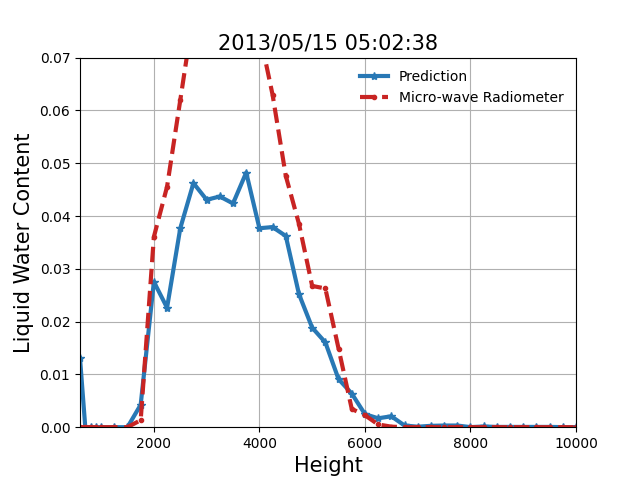 2013/05/15 05:02:38
Prediction
Micro-wave Radiometer
Liquid Water Content
0.07
0.06
0.05
0.04
0.03
0.02
0.01
0.00
2000 4000 6000 8000 10000
Height